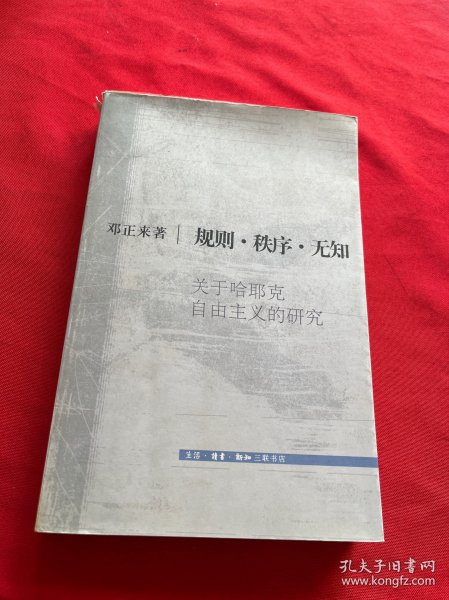 邓正来著 | 规则·秩序·无知
关于哈耶克
自由主义的研究
生活·读书·新知三联书店
孔夫子旧书网
www.kongfz.com